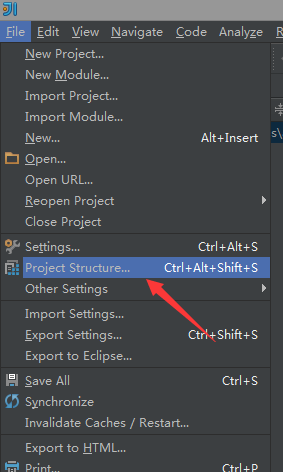 File Edit View Navigate Code Analyze R
New Project...
New Module...
Import Project...
Import Module...
New... Alt+Insert
Open...
Open URL...
Reopen Project
Close Project
Settings... Ctrl+Alt+S
Project Structure... Ctrl+Alt+Shift+S
Other Settings
Import Settings...
Export Settings... Ctrl+Shift+S
Export to Eclipse...
Save All Ctrl+S
Synchronize
Invalidate Caches / Restart...
Export to HTML...
Print... Ctrl+P